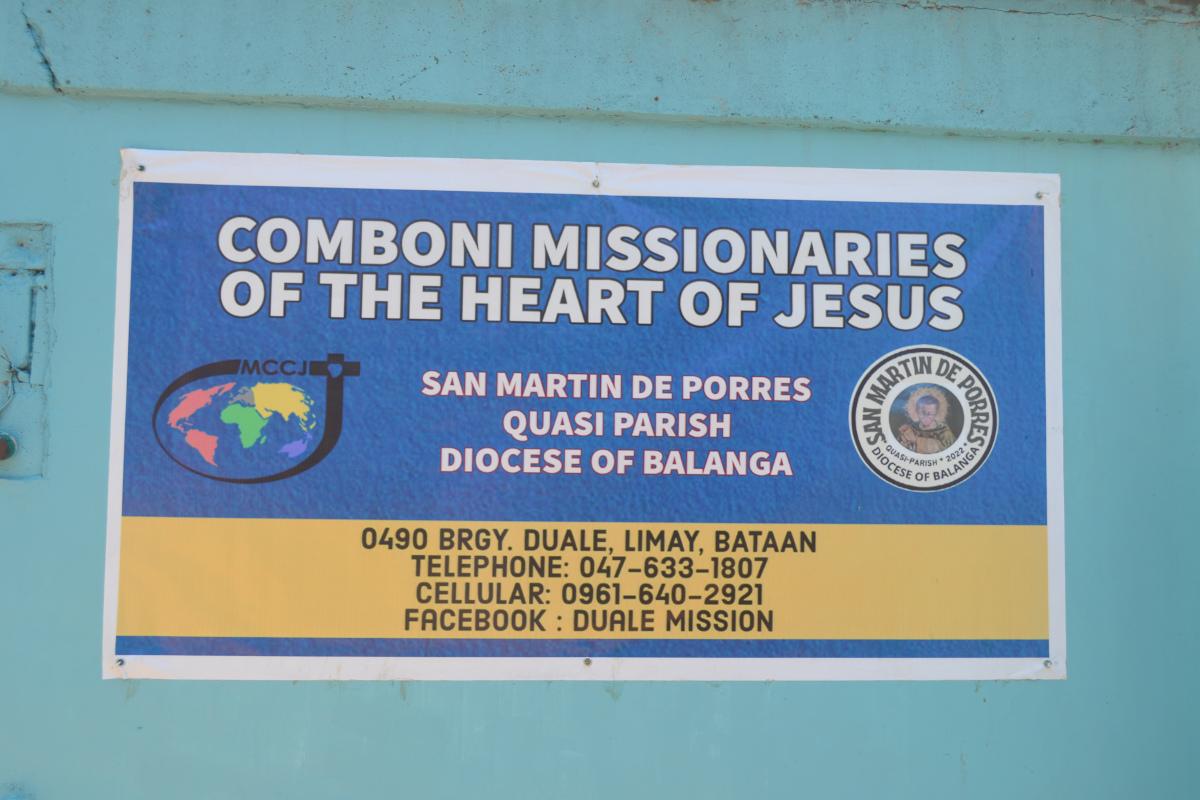 COMBONI MISSIONARIES
OF THE HEART OF JESUS
MCCJ
SAN MARTIN DE PORRES
QUASI PARISH
DIOCESE OF BALANGA
SAN MARTIN DE PORRES
QUASI-PARISH * 2022 *
DIOCESE OF BALANGA
0490 BRGY. DUALE, LIMAY, BATAAN
TELEPHONE: 047-633-1807
CELLULAR: 0961-640-2921
FACEBOOK : DUALE MISSION